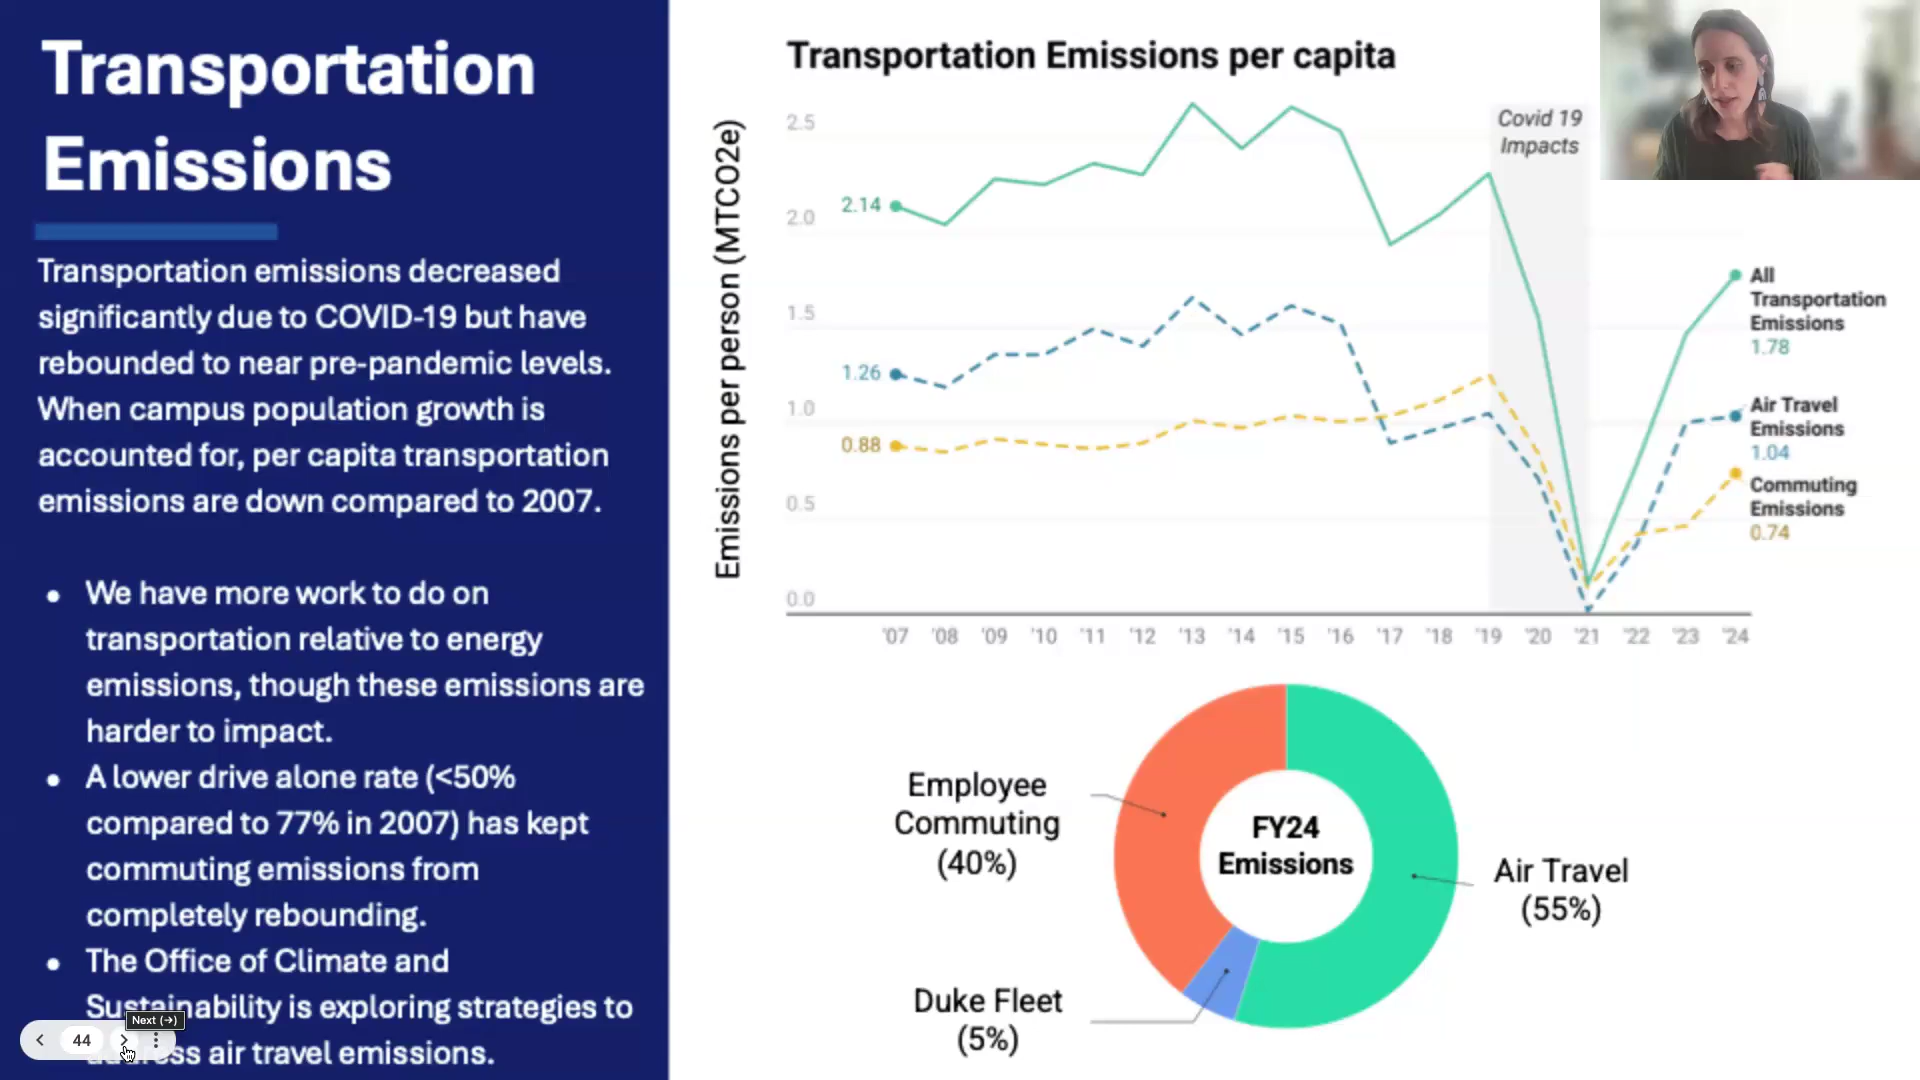 Transportation
Emissions
Transportation emissions decreased
significantly due to COVID-19 but have
rebounded to near pre-pandemic levels.
When campus population growth is
accounted for, per capita transportation
emissions are down compared to 2007.
We have more work to do on
transportation relative to energy
emissions, though these emissions are
harder to impact.
A lower drive alone rate (<50%
compared to 77% in 2007) has kept
commuting emissions from
completely rebounding.
The Office of Climate and
Sustainability is exploring strategies to
address air travel emissions.
Next (→)
44
Transportation Emissions per capita
Emissions per person (MTCO2e)
2.5
2.0
1.5
1.0
0.5
0.0
2.14
1.26
0.88
Covid 19
Impacts
All
Transportation
Emissions
1.78
Air Travel
Emissions
1.04
Commuting
Emissions
0.74
'07 '08 '09 '10 '11 '12 '13 '14 '15 '16 '17 '18 '19 '20 '21 '22 '23 '24
Employee
Commuting
(40%)
FY24
Emissions
Air Travel
(55%)
Duke Fleet
(5%)